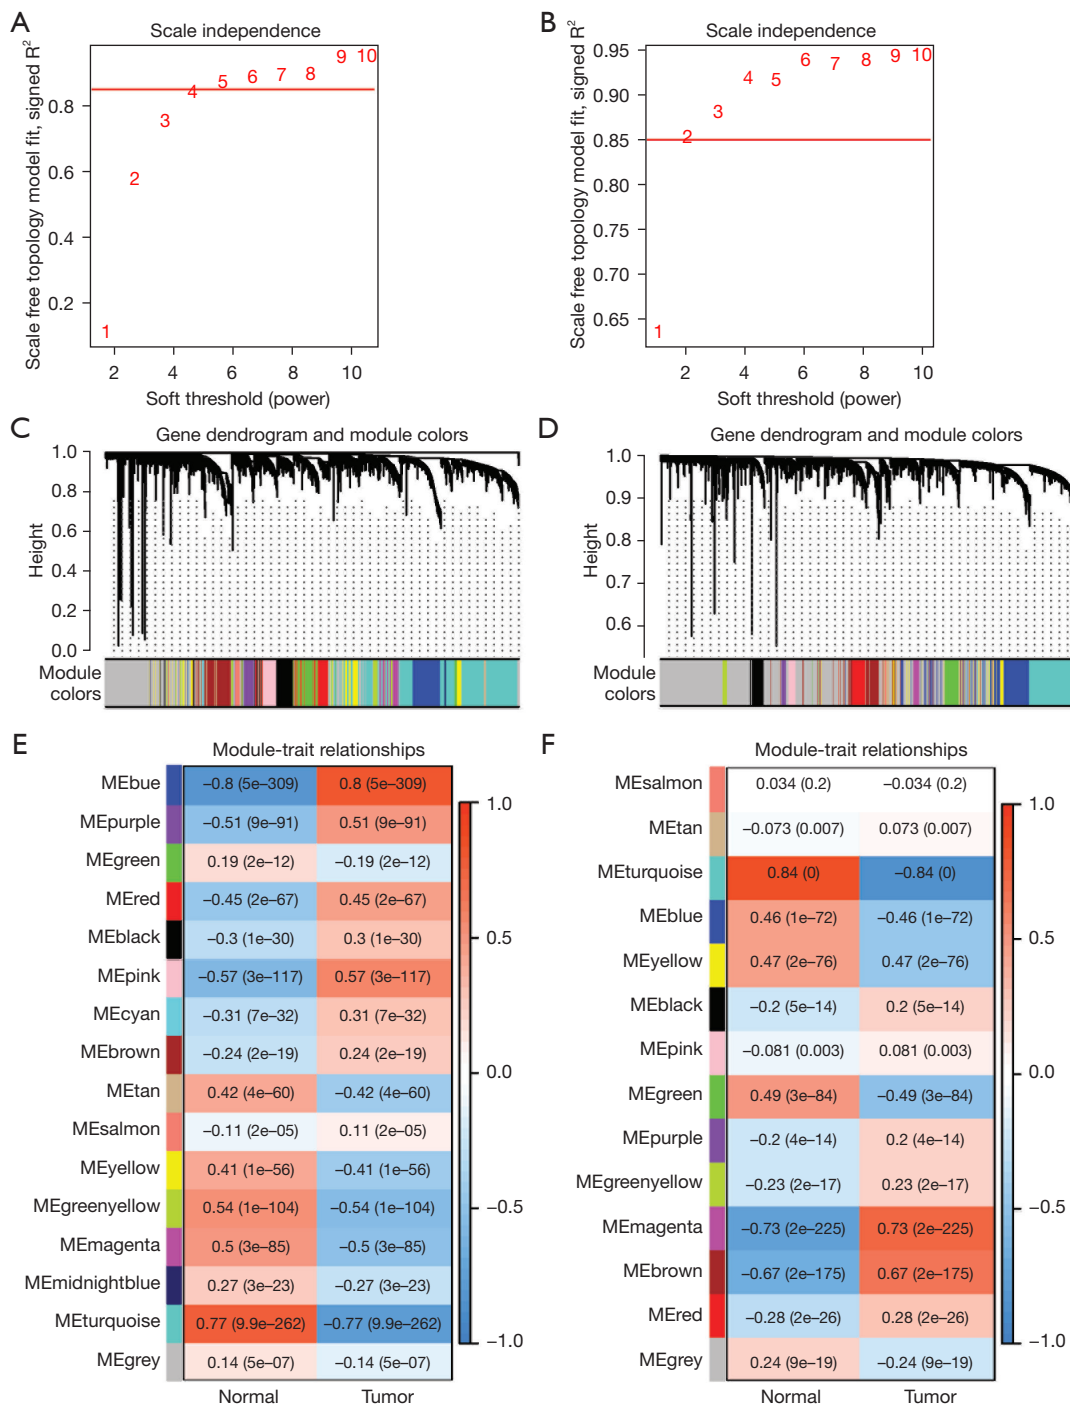 A
Scale independence
Scale free topology model fit, signed R²
0.8
0.6
0.4
0.2
1
2
3
4
5
6
7
8
9
10
2
4
6
8
10
Soft threshold (power)
B
Scale independence
Scale free topology model fit, signed R²
0.95
0.90
0.85
0.80
0.75
0.70
0.65
1
2
3
4
5
6
7
8
9
10
2
4
6
8
10
Soft threshold (power)
C
Gene dendrogram and module colors
Height
1.0
0.8
0.6
0.4
0.2
0.0
Module
colors
D
Gene dendrogram and module colors
Height
1.0
0.9
0.8
0.7
0.6
Module
colors
E
Module-trait relationships
MEbue −0.8 (5e−309) 0.8 (5e−309)
MEpurple −0.51 (9e−91) 0.51 (9e−91)
MEgreen 0.19 (2e−12) −0.19 (2e−12)
MEred −0.45 (2e−67) 0.45 (2e−67)
MEblack −0.3 (1e−30) 0.3 (1e−30)
MEpink −0.57 (3e−117) 0.57 (3e−117)
MEcyan −0.31 (7e−32) 0.31 (7e−32)
MEbrown −0.24 (2e−19) 0.24 (2e−19)
MEtan 0.42 (4e−60) −0.42 (4e−60)
MEsalmon −0.11 (2e−05) 0.11 (2e−05)
MEyellow 0.41 (1e−56) −0.41 (1e−56)
MEgreenyellow 0.54 (1e−104) −0.54 (1e−104)
MEmagenta 0.5 (3e−85) −0.5 (3e−85)
MEmidnightblue 0.27 (3e−23) −0.27 (3e−23)
MEturquoise 0.77 (9.9e−262) −0.77 (9.9e−262)
MEgrey 0.14 (5e−07) −0.14 (5e−07)
Normal Tumor
1.0
0.5
0.0
−0.5
−1.0
F
Module-trait relationships
MEsalmon 0.034 (0.2) −0.034 (0.2)
MEtan −0.073 (0.007) 0.073 (0.007)
MEturquoise 0.84 (0) −0.84 (0)
MEblue 0.46 (1e−72) −0.46 (1e−72)
MEyellow 0.47 (2e−76) 0.47 (2e−76)
MEblack −0.2 (5e−14) 0.2 (5e−14)
MEpink −0.081 (0.003) 0.081 (0.003)
MEgreen 0.49 (3e−84) −0.49 (3e−84)
MEpurple −0.2 (4e−14) 0.2 (4e−14)
MEgreenyellow −0.23 (2e−17) 0.23 (2e−17)
MEmagenta −0.73 (2e−225) 0.73 (2e−225)
MEbrown −0.67 (2e−175) 0.67 (2e−175)
MEred −0.28 (2e−26) 0.28 (2e−26)
MEgrey 0.24 (9e−19) −0.24 (9e−19)
Normal Tumor
1.0
0.5
0.0
−0.5
−1.0